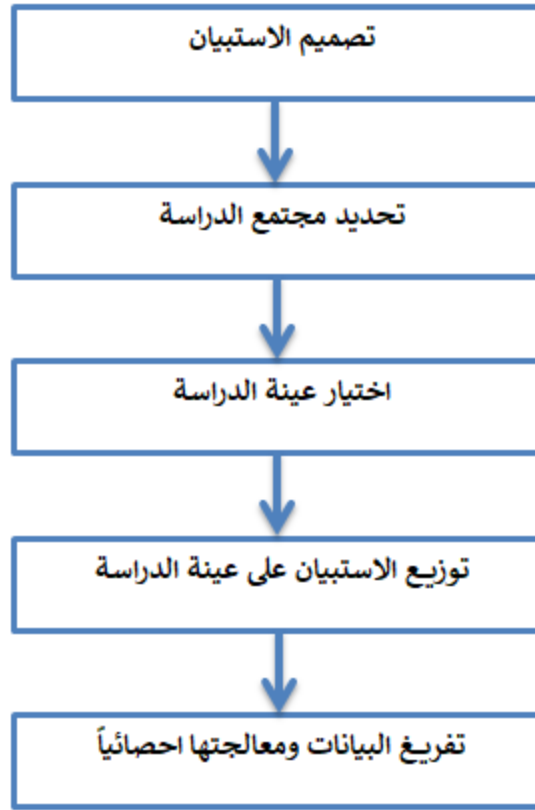 تصميم الاستبيان
تحديد مجتمع الدراسة
اختيار عينة الدراسة
توزيع الاستبيان على عينة الدراسة
تفريغ البيانات ومعالجتها احصائياً